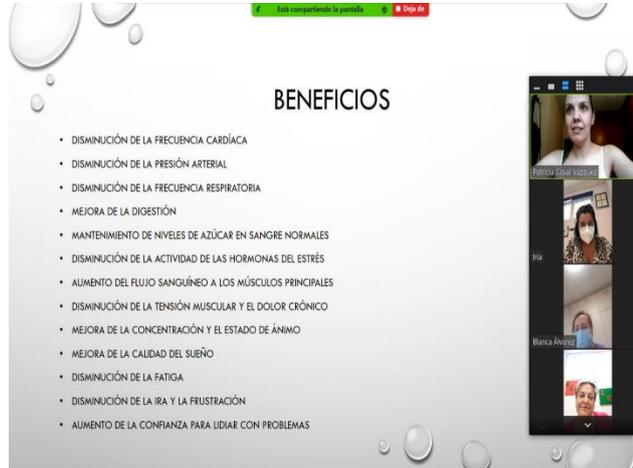 Está compartiendo la pantalla
Deja de
BENEFICIOS
• DISMINUCIÓN DE LA FRECUENCIA CARDÍACA
• DISMINUCIÓN DE LA PRESIÓN ARTERIAL
• DISMINUCIÓN DE LA FRECUENCIA RESPIRATORIA
• MEJORA DE LA DIGESTIÓN
• MANTENIMIENTO DE NIVELES DE AZÚCAR EN SANGRE NORMALES
• DISMINUCIÓN DE LA ACTIVIDAD DE LAS HORMONAS DEL ESTRÉS
• AUMENTO DEL FLUJO SANGUÍNEO A LOS MÚSCULOS PRINCIPALES
• DISMINUCIÓN DE LA TENSIÓN MUSCULAR Y EL DOLOR CRÓNICO
• MEJORA DE LA CONCENTRACIÓN Y EL ESTADO DE ÁNIMO
• MEJORA DE LA CALIDAD DEL SUEÑO
• DISMINUCIÓN DE LA FATIGA
• DISMINUCIÓN DE LA IRA Y LA FRUSTRACIÓN
• AUMENTO DE LA CONFIANZA PARA LIDIAR CON PROBLEMAS
Patricia Casal Vázquez
Iria
Blanca Álvarez